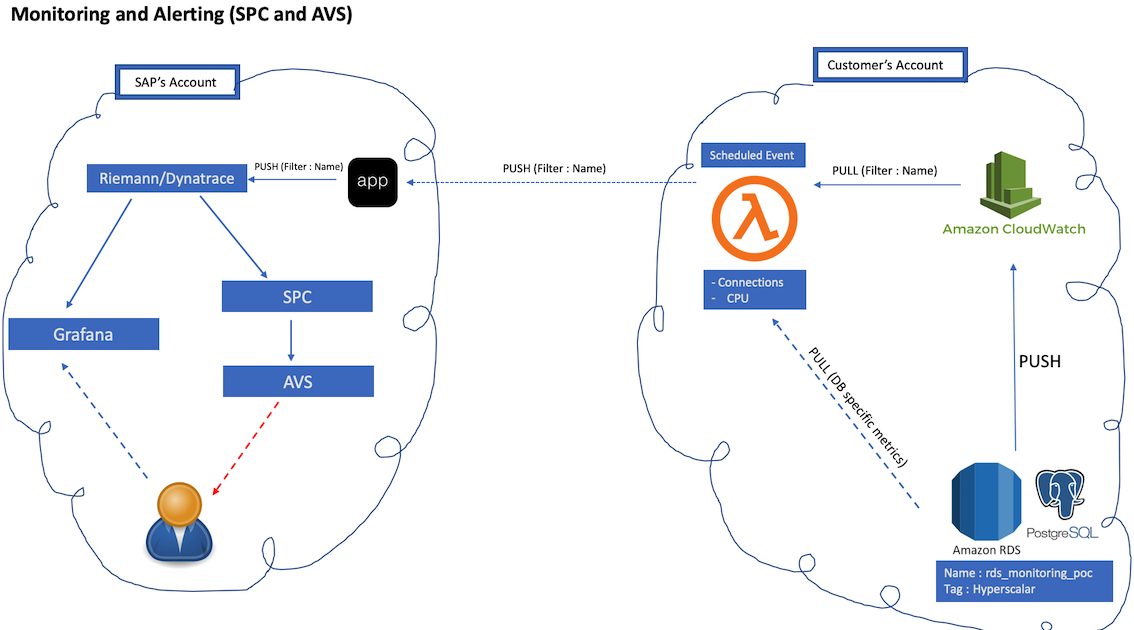 Monitoring and Alerting (SPC and AVS)
SAP's Account
Customer's Account
Riemann/Dynatrace
PUSH (Filter : Name)
app
PUSH (Filter : Name)
Scheduled Event
PULL (Filter : Name)
Amazon CloudWatch
- Connections
- CPU
SPC
Grafana
AVS
PULL (DB specific metrics)
PUSH
Amazon RDS
PostgreSQL
Name : rds_monitoring_poc
Tag : Hyperscalar